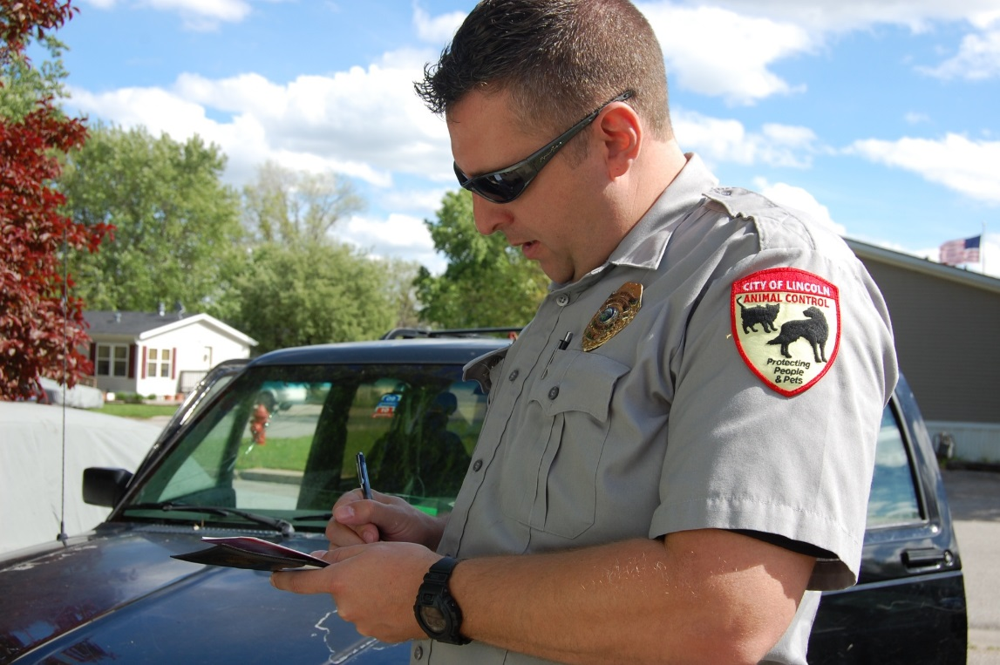 CITY OF LINCOLN
ANIMAL CONTROL
Protecting
People
& Pets